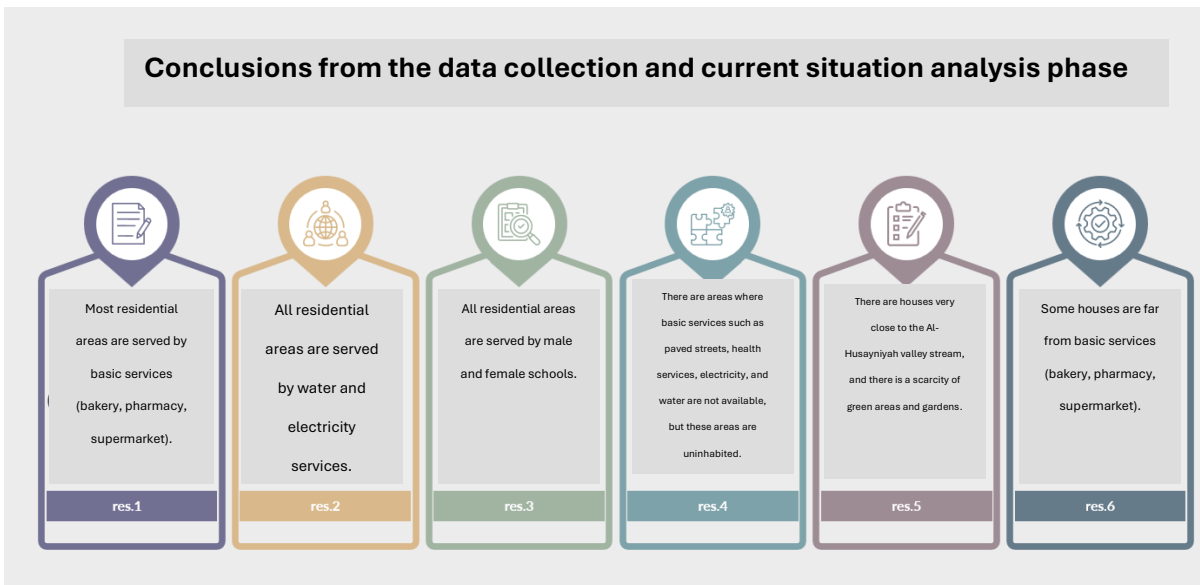 Conclusions from the data collection and current situation analysis phase
Most residential
areas are served by
basic services
(bakery, pharmacy,
supermarket).
res.1
All residential
areas are served
by water and
electricity
services.
res.2
All residential areas
are served by male
and female schools.
res.3
There are areas where
basic services such as
paved streets, health
services, electricity, and
water are not available,
but these areas are
uninhabited.
res.4
There are houses very
close to the Al-
Husayniyah valley stream,
and there is a scarcity of
green areas and gardens.
res.5
Some houses are far
from basic services
(bakery, pharmacy,
supermarket).
res.6